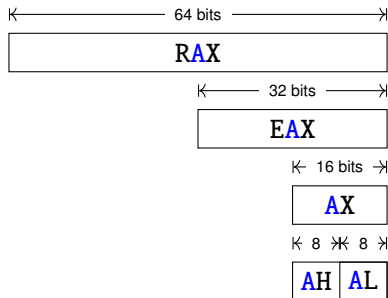 64 bits
RAX
32 bits
EAX
16 bits
AX
8 8
AH AL